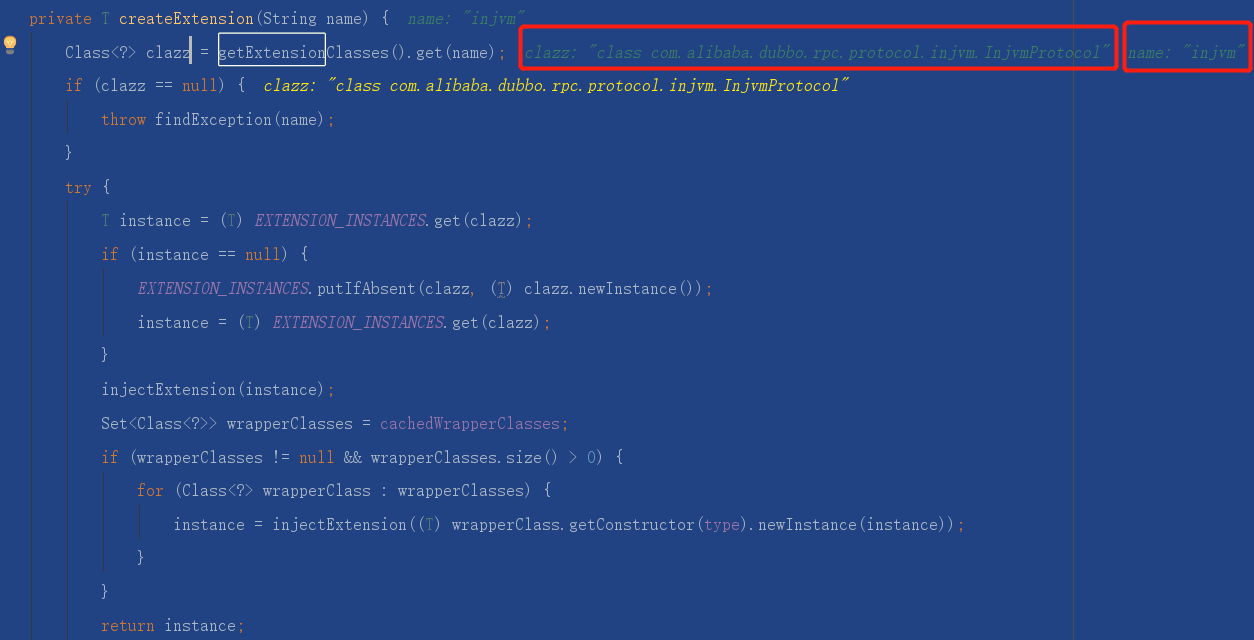 private T createExtension(String name) {  name: "injvm"
Class<?> clazz = getExtensionClasses().get(name);  clazz: "class com.alibaba.dubbo.rpc.protocol.injvm.InjvmProtocol"  name: "injvm"
if (clazz == null) {  clazz: "class com.alibaba.dubbo.rpc.protocol.injvm.InjvmProtocol"
throw findException(name);
}
try {
T instance = (T) EXTENSION_INSTANCES.get(clazz);
if (instance == null) {
EXTENSION_INSTANCES.putIfAbsent(clazz, (T) clazz.newInstance());
instance = (T) EXTENSION_INSTANCES.get(clazz);
}
injectExtension(instance);
Set<Class<?>> wrapperClasses = cachedWrapperClasses;
if (wrapperClasses != null && wrapperClasses.size() > 0) {
for (Class<?> wrapperClass : wrapperClasses) {
instance = injectExtension((T) wrapperClass.getConstructor(type).newInstance(instance));
}
}
return instance;